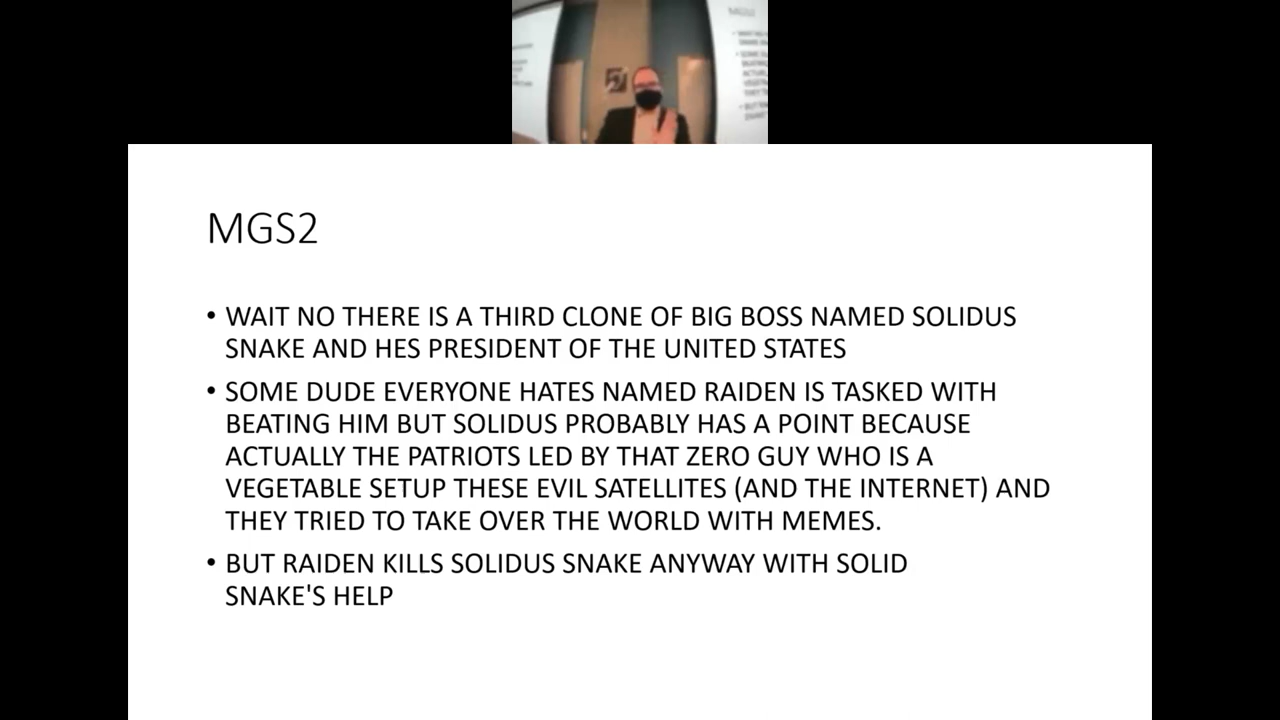 MGS2
• WAIT NO THERE IS A THIRD CLONE OF BIG BOSS NAMED SOLIDUS
SNAKE AND HES PRESIDENT OF THE UNITED STATES
• SOME DUDE EVERYONE HATES NAMED RAIDEN IS TASKED WITH
BEATING HIM BUT SOLIDUS PROBABLY HAS A POINT BECAUSE
ACTUALLY THE PATRIOTS LED BY THAT ZERO GUY WHO IS A
VEGETABLE SETUP THESE EVIL SATELLITES (AND THE INTERNET) AND
THEY TRIED TO TAKE OVER THE WORLD WITH MEMES.
• BUT RAIDEN KILLS SOLIDUS SNAKE ANYWAY WITH SOLID
SNAKE'S HELP